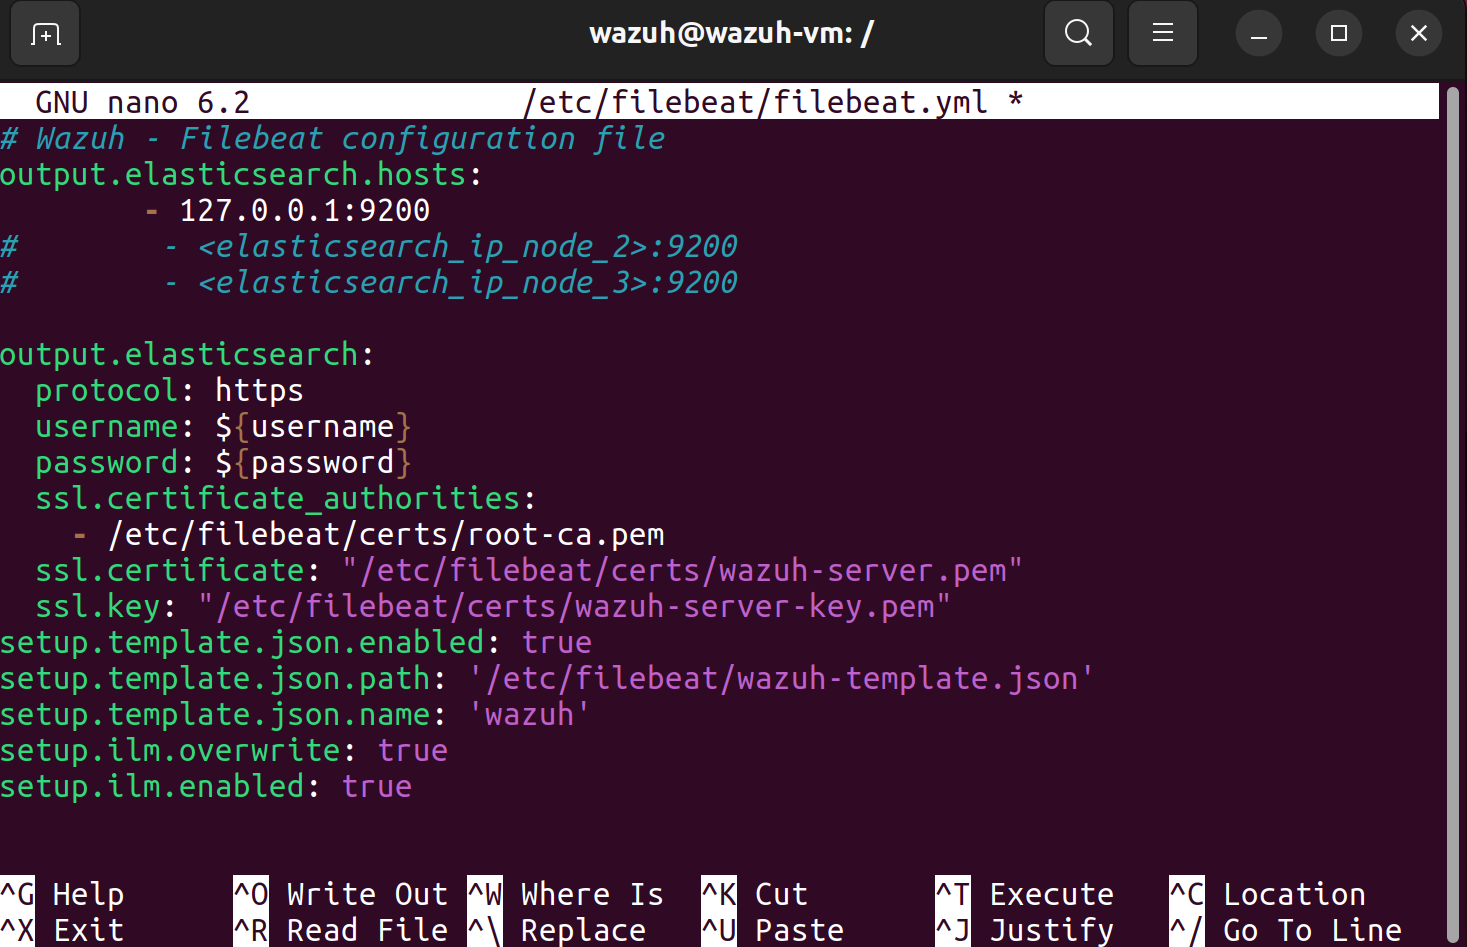 wazuh@wazuh-vm: /
GNU nano 6.2 /etc/filebeat/filebeat.yml *
# Wazuh - Filebeat configuration file
output.elasticsearch.hosts:
        - 127.0.0.1:9200
#        - <elasticsearch_ip_node_2>:9200
#        - <elasticsearch_ip_node_3>:9200

output.elasticsearch:
  protocol: https
  username: ${username}
  password: ${password}
  ssl.certificate_authorities:
    - /etc/filebeat/certs/root-ca.pem
  ssl.certificate: "/etc/filebeat/certs/wazuh-server.pem"
  ssl.key: "/etc/filebeat/certs/wazuh-server-key.pem"
setup.template.json.enabled: true
setup.template.json.path: '/etc/filebeat/wazuh-template.json'
setup.template.json.name: 'wazuh'
setup.ilm.overwrite: true
setup.ilm.enabled: true

^G Help ^O Write Out ^W Where Is ^K Cut ^T Execute ^C Location
^X Exit ^R Read File ^\ Replace ^U Paste ^J Justify ^/ Go To Line